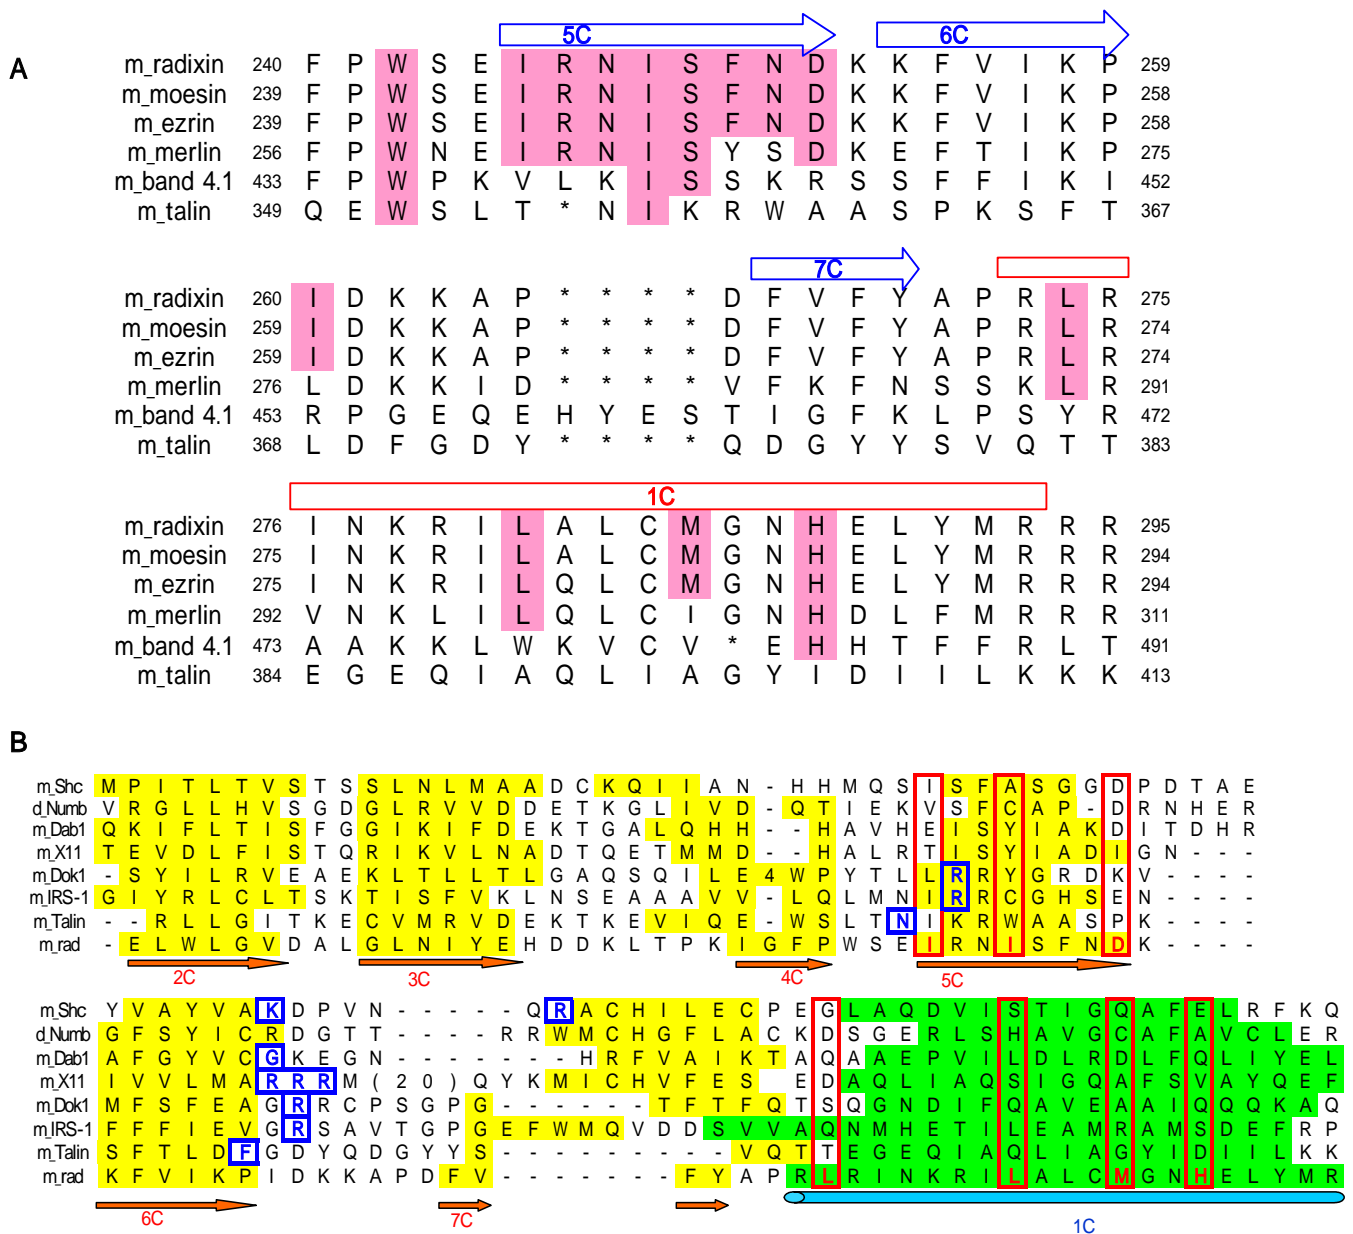 A
5C 6C
m_radixin 240 F P W S E I R N I S F N D K K F V I K P 259
m_moesin 239 F P W S E I R N I S F N D K K F V I K P 258
m_ezrin 239 F P W S E I R N I S F N D K K F V I K P 258
m_merlin 256 F P W N E I R N I S Y S D K E F T I K P 275
m_band 4.1 433 F P W P K V L K I S S K R S S F F I K I 452
m_talin 349 Q E W S L T * N I K R W A A S P K S F T 367
7C
m_radixin 260 I D K K A P * * * * D F V F Y A P R L R 275
m_moesin 259 I D K K A P * * * * D F V F Y A P R L R 274
m_ezrin 259 I D K K A P * * * * D F V F Y A P R L R 274
m_merlin 276 L D K K I D * * * * V F K F N S S K L R 291
m_band 4.1 453 R P G E Q E H Y E S T I G F K L P S Y R 472
m_talin 368 L D F G D Y * * * * Q D G Y Y S V Q T T 383
1C
m_radixin 276 I N K R I L A L C M G N H E L Y M R R R 295
m_moesin 275 I N K R I L A L C M G N H E L Y M R R R 294
m_ezrin 275 I N K R I L Q L C M G N H E L Y M R R R 294
m_merlin 292 V N K L I L Q L C I G N H D L F M R R R 311
m_band 4.1 473 A A K K L W K V C V * E H H T F F R L T 491
m_talin 384 E G E Q I A Q L I A G Y I D I I L K K K 413
B
m_Shc M P I T L T V S T S S L N L M A A D C K Q I I A N - H H M Q S I S F A S G G D P D T A E
d_Numb V R G L L H V S G D G L R V V D D E T K G L I V D - Q T I E K V S F C A P - D R N H E R
m_Dab1 Q K I F L T I S F G G I K I F D E K T G A L Q H H - - H A V H E I S Y I A K D I T D H R
m_X11 T E V D L F I S T Q R I K V L N A D T Q E T M M D - - H A L R T I S Y I A D I G N - - - -
m_Dok1 - S Y I L R V E A E K L T L L T L G A Q S Q I L E 4 W P Y T L L R R Y G R D K V - - - -
m_IRS-1 G I Y R L C L T S K T I S F V K L N S E A A A V V - L Q L M N I R R C G H S E N - - - -
m_Talin - - R L L G I T K E C V M R V D E K T K E V I Q E - W S L T N I K R W A A S P K - - - -
m_rad - E L W L G V D A L G L N I Y E H D D K L T P K I G F P W S E I R N I S F N D K - - - -
2C 3C 4C 5C
m_Shc Y V A Y V A K D P V N - - - - - Q R A C H I L E C P E G L A Q D V I S T I G Q A F E L R F K Q
d_Numb G F S Y I C R D G T T - - - - R R W M C H G F L A C K D S G E R L S H A V G C A F A V C L E R
m_Dab1 A F G Y V C G K E G N - - - - - - - H R F V A I K T A Q A A E P V I L D L R D L F Q L I Y E L
m_X11 I V V L M A R R R M ( 2 0 ) Q Y K M I C H V F E S E D A Q L I A Q S I G Q A F S V A Y Q E F
m_Dok1 M F S F E A G R R C P S G P G - - - - - - T F T F Q T S Q G N D I F Q A V E A A I Q Q Q K A Q
m_IRS-1 F F F I E V G R S A V T G P G E F W M Q V D D S V V A Q N M H E T I L E A M R A M S D E F R P
m_Talin S F T L D F G D Y Q D G Y Y S - - - - - - - - - V Q T T E G E Q I A Q L I A G Y I D I I L K K
m_rad K F V I K P I D K K A P D F V - - - - - - - F Y A P R L R I N K R I L A L C M G N H E L Y M R
6C 7C 1C